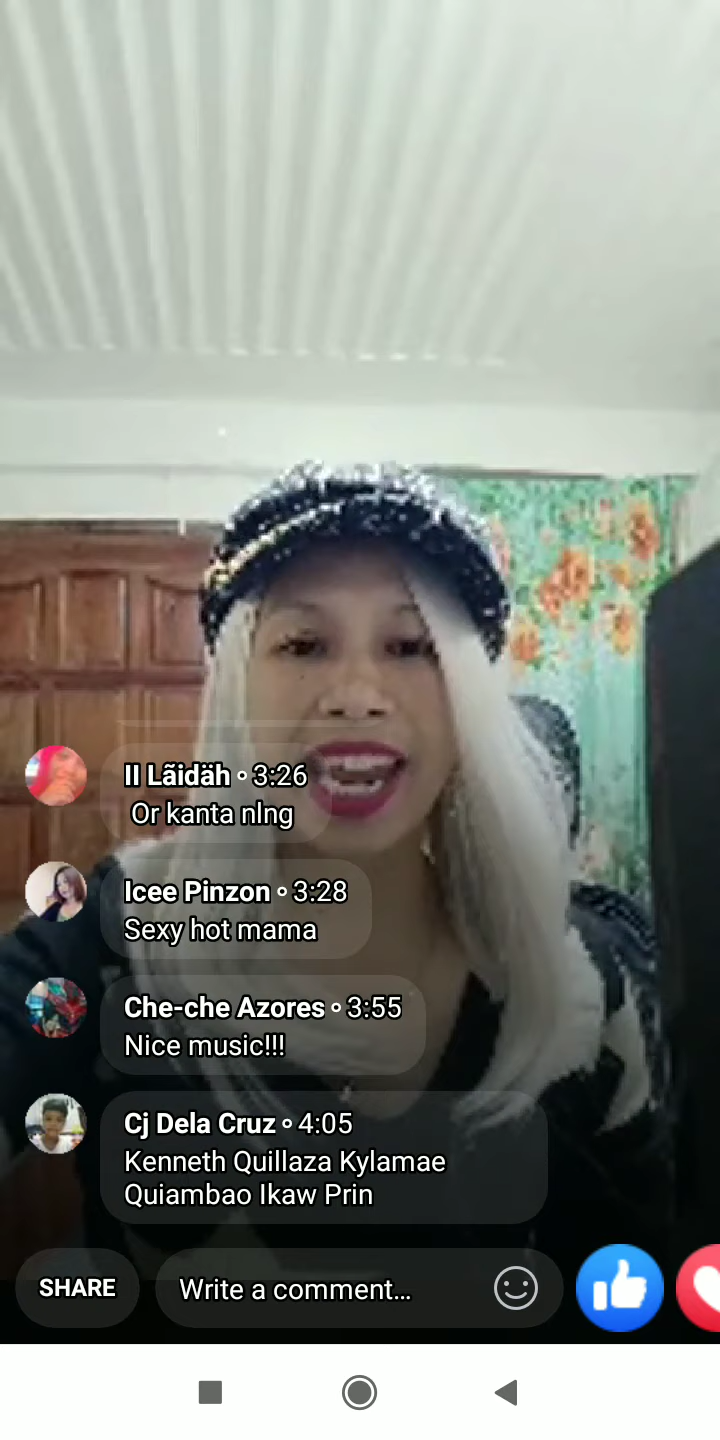 II Lãidäh • 3:26
Or kanta nlng
Icee Pinzon • 3:28
Sexy hot mama
Che-che Azores • 3:55
Nice music!!!
Cj Dela Cruz • 4:05
Kenneth Quillaza Kylamae
Quiambao Ikaw Prin
SHARE
Write a comment...